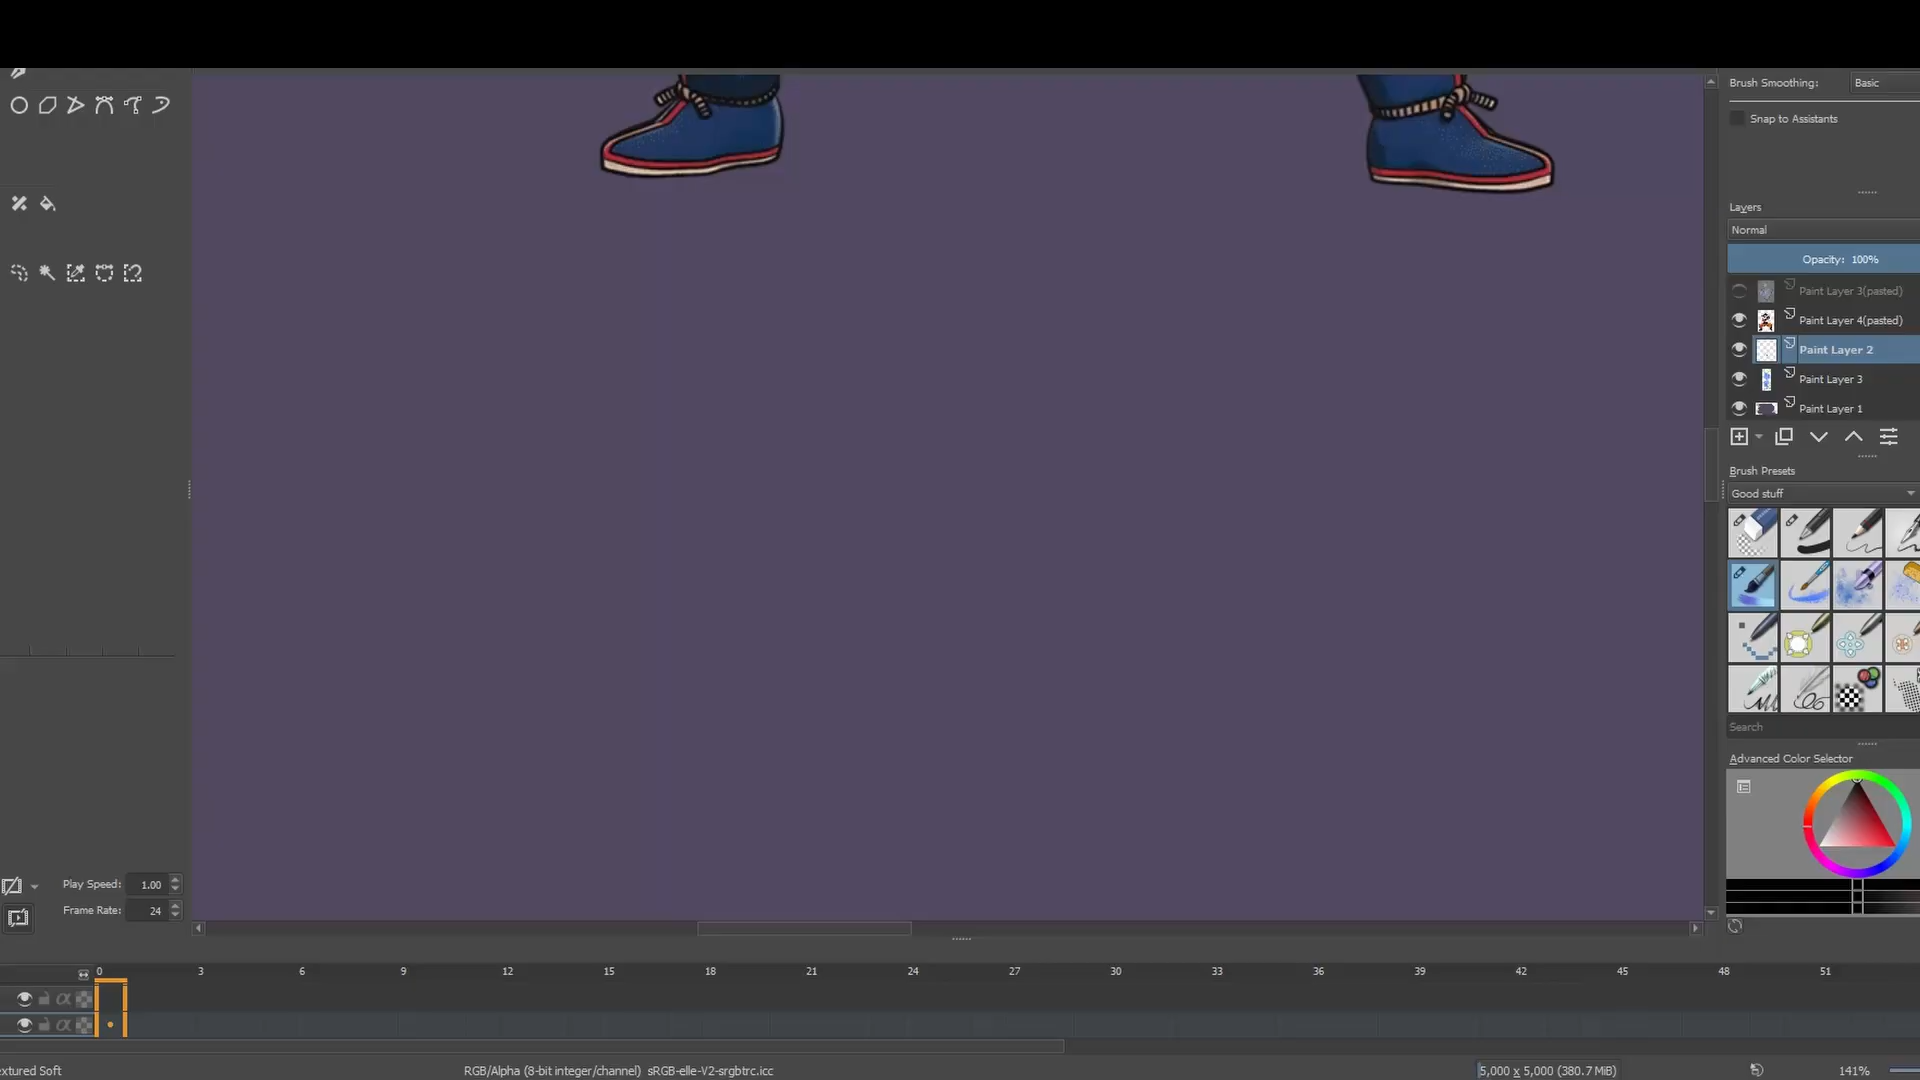 Brush Smoothing: Basic
Snap to Assistants
Layers
Normal
Opacity: 100%
Paint Layer 3(pasted)
Paint Layer 4(pasted)
Paint Layer 2
Paint Layer 3
Paint Layer 1
Brush Presets
Good stuff
Search
Advanced Color Selector
Play Speed: 1.00
Frame Rate: 24
0 3 6 9 12 15 18 21 24 27 30 33 36 39 42 45 48 51
extured Soft
RGB/Alpha (8-bit integer/channel) sRGB-elle-V2-srgbtrc.icc
5,000 x 5,000 (380.7 MiB)
141%